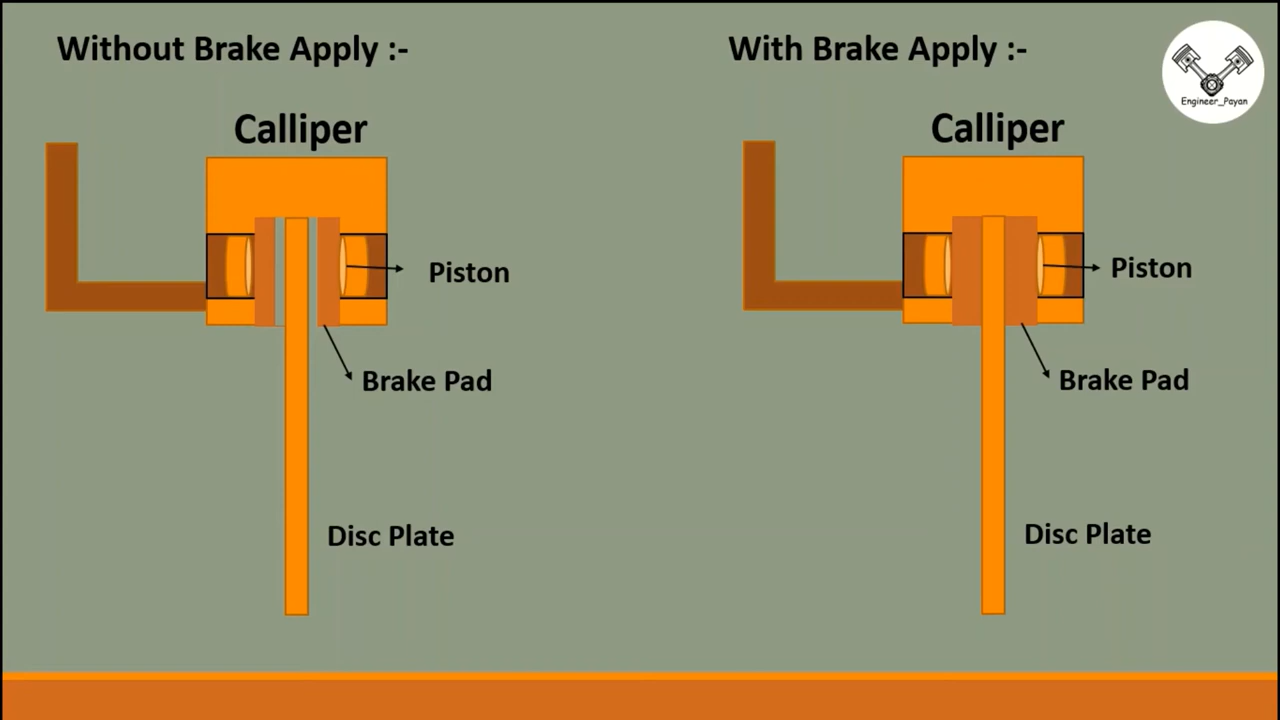 Without Brake Apply :-
With Brake Apply :-
Engineer_Payan
Calliper
Calliper
Piston
Piston
Brake Pad
Brake Pad
Disc Plate
Disc Plate